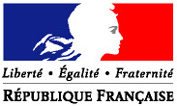 Liberté • Égalité • Fraternité
RÉPUBLIQUE FRANÇAISE